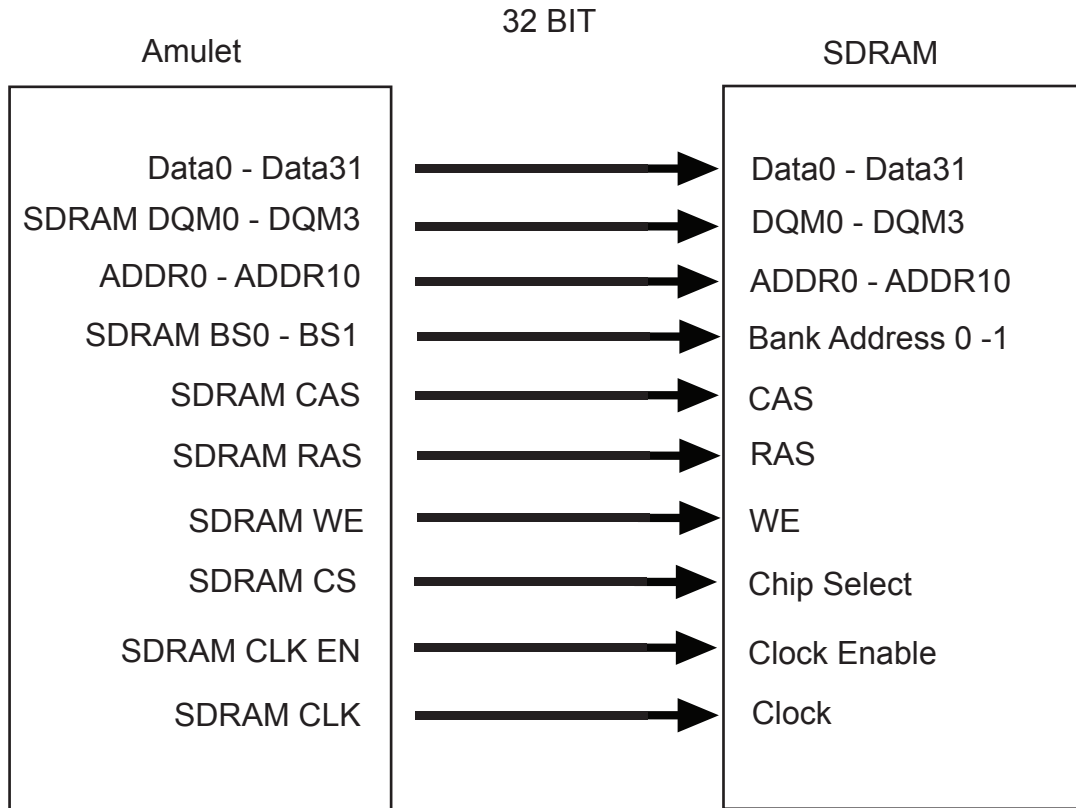 32 BIT
Amulet
SDRAM
Data0 - Data31
Data0 - Data31
SDRAM DQM0 - DQM3
DQM0 - DQM3
ADDR0 - ADDR10
ADDR0 - ADDR10
SDRAM BS0 - BS1
Bank Address 0 -1
SDRAM CAS
CAS
SDRAM RAS
RAS
SDRAM WE
WE
SDRAM CS
Chip Select
SDRAM CLK EN
Clock Enable
SDRAM CLK
Clock